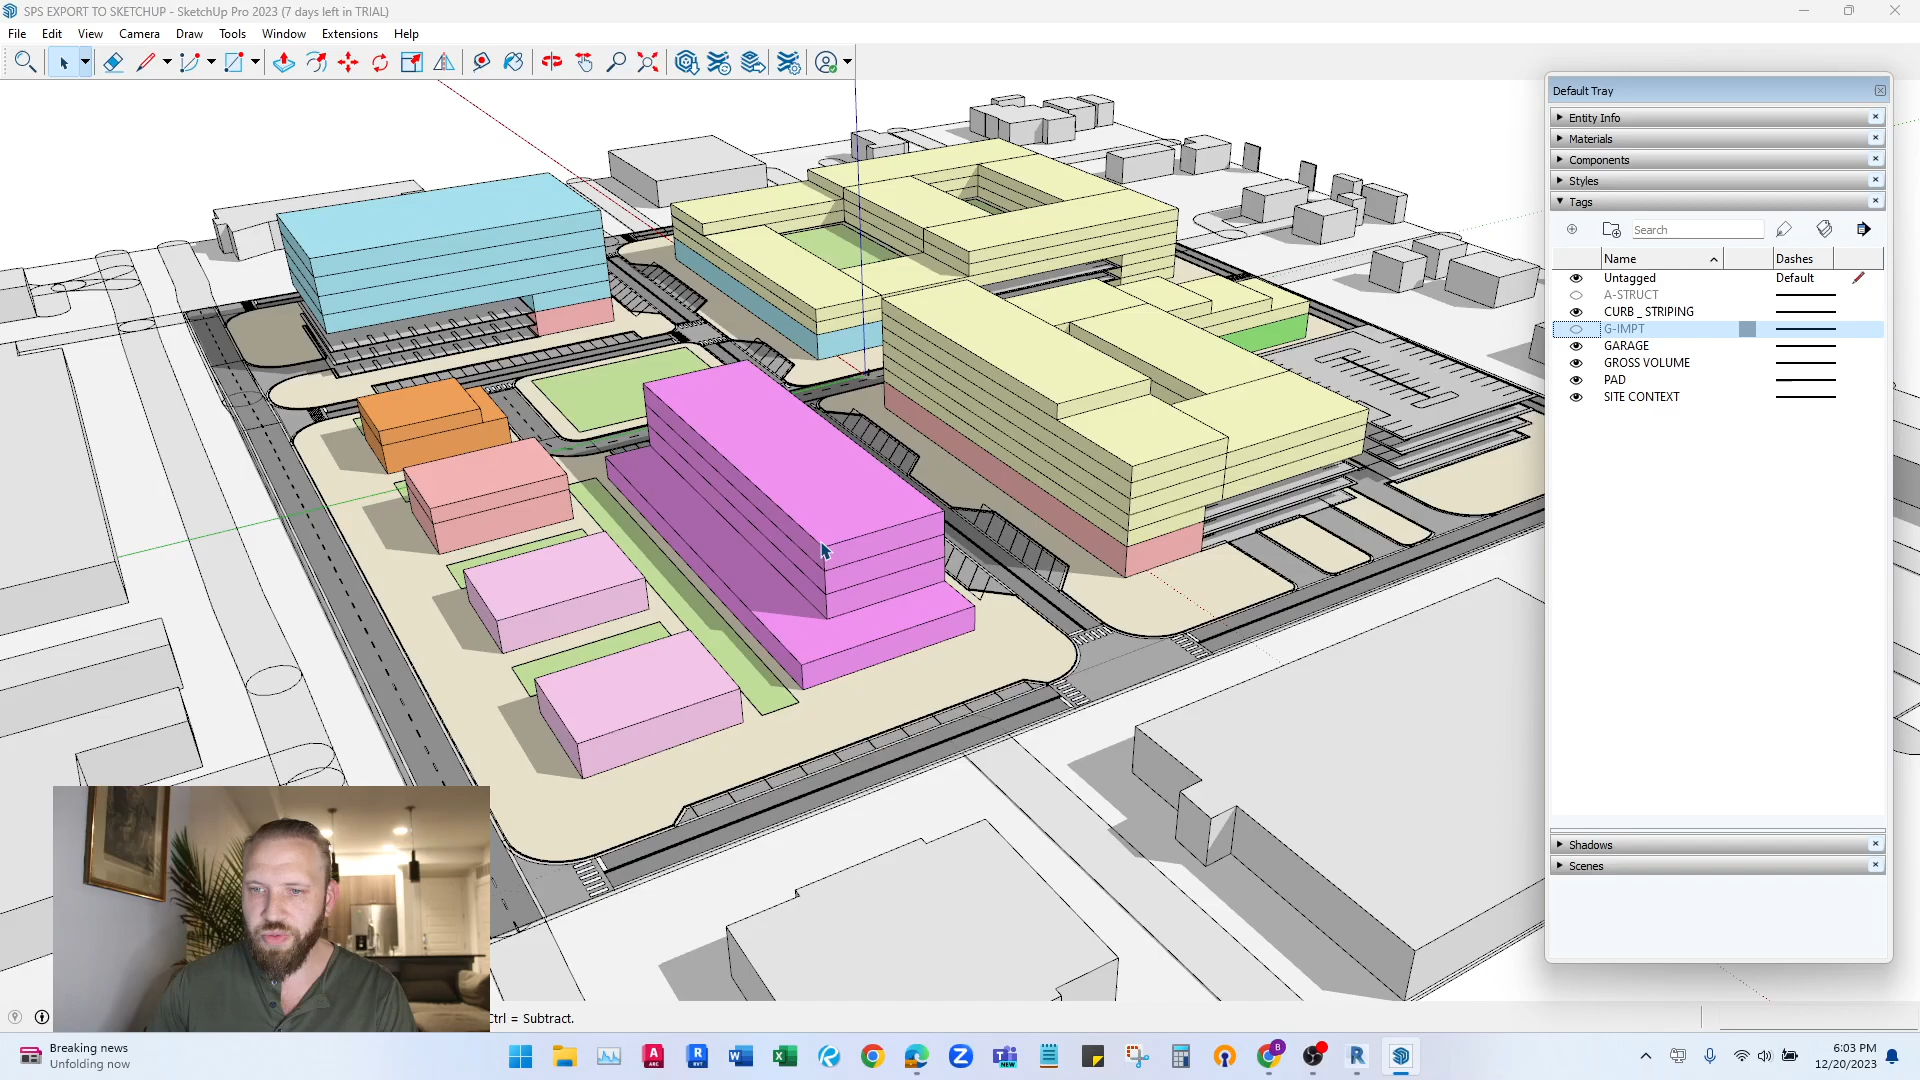 SPS EXPORT TO SKETCHUP - SketchUp Pro 2023 (7 days left in TRIAL)
File Edit View Camera Draw Tools Window Extensions Help
Default Tray
Entity Info
Materials
Components
Styles
Tags
Search
Name Dashes
Untagged Default
A-STRUCT
CURB _ STRIPING
G-IMPT
GARAGE
GROSS VOLUME
PAD
SITE CONTEXT
Shadows
Scenes
Ctrl = Subtract.
Breaking news
Unfolding now
6:03 PM
12/20/2023